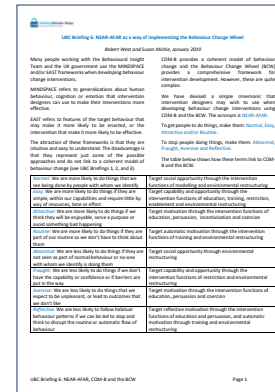 UBC Briefing 6: NEAR-AFAR as a way of implementing the Behaviour Change Wheel
Robert West and Susan Michie, January 2019
Many people working with the Behavioural Insight
Team and the UK government use the MINDSPACE
and/or EAST frameworks when developing behaviour
change interventions.
MINDSPACE refers to generalisations about human
behaviour, cognition or emotion that intervention
designers can use to make their interventions more
effective.
EAST refers to features of the target behaviour that
may make it more likely to be enacted, or the
intervention that make it more likely to be effective.
The attraction of these frameworks is that they are
intuitive and easy to understand. The disadvantage is
that they represent just some of the possible
approaches and do not link to a coherent model of
behaviour change (see UBC Briefings 1, 2, and 3).
COM-B provides a coherent model of behaviour
change and the Behaviour Change Wheel (BCW)
provides a comprehensive framework for
intervention development. However, these are quite
complex.
We have devised a simple mnemonic that
intervention designers may wish to use when
developing behaviour change interventions using
COM-B and the BCW. The acronym is NEAR-AFAR.
To get people to do things, make them: Normal, Easy,
Attractive and/or Routine.
To stop people doing things, make them: Abnormal,
Fraught, Aversive and Reflective.
The table below shows how these terms link to COM-
B and the BCW.
Normal: We are more likely to do things that we
see being done by people with whom we identify
Target social opportunity through the intervention
functions of modelling and environmental restructuring
Easy: We are more likely to do things if they are
simple, within our capabilities and require little by
way of resources, time or effort
Target capability and opportunity through the
intervention functions of education, training, restriction,
enablement and environmental restructuring
Attractive: We are more likely to do things if we
think they will be enjoyable, serve a purpose or
avoid something bad happening
Target motivation through the intervention functions of
education, persuasion, incentivisation and coercion
Routine: We are more likely to do things if they are
part of our routine so we don't have to think about
them
Target automatic motivation through the intervention
functions of training and environmental restructuring
Abnormal: We are less likely to do things if they are
not seen as part of normal behaviour or no-one
with whom we identify is doing them
Target social opportunity through environmental
restructuring
Fraught: We are less likely to do things if we don't
have the capability or confidence or if barriers are
put in the way
Target capability and opportunity through the
intervention functions of restriction and environmental
restructuring
Aversive: We are less likely to do things that we
expect to be unpleasant, or lead to outcomes that
we don't like
Target motivation through the intervention functions of
education, persuasion and coercion
Reflective: We are less likely to follow habitual
behaviour patterns if we can be led to stop and
think to disrupt the routine or automatic flow of
behaviour
Target reflective motivation through the intervention
functions of education and persuasion, and automatic
motivation through training and environmental
restructuring
UBC Briefing 6: NEAR-AFAR, COM-B and the BCW Page 1